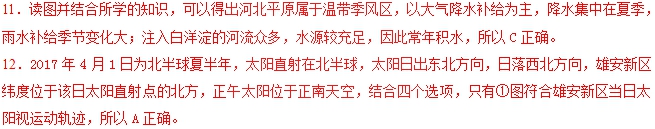 11．读图并结合所学的知识，可以得出河北平原属于温带季风区，以大气降水补给为主，降水集中在夏季，
雨水补给季节变化大；注入白洋淀的河流众多，水源较充足，因此常年积水，所以 C 正确。
12．2017 年 4 月 1 日为北半球夏半年，太阳直射在北半球，太阳日出东北方向，日落西北方向，雄安新区
纬度位于该日太阳直射点的北方，正午太阳位于正南天空，结合四个选项，只有①图符合雄安新区当日太
阳视运动轨迹，所以 A 正确。